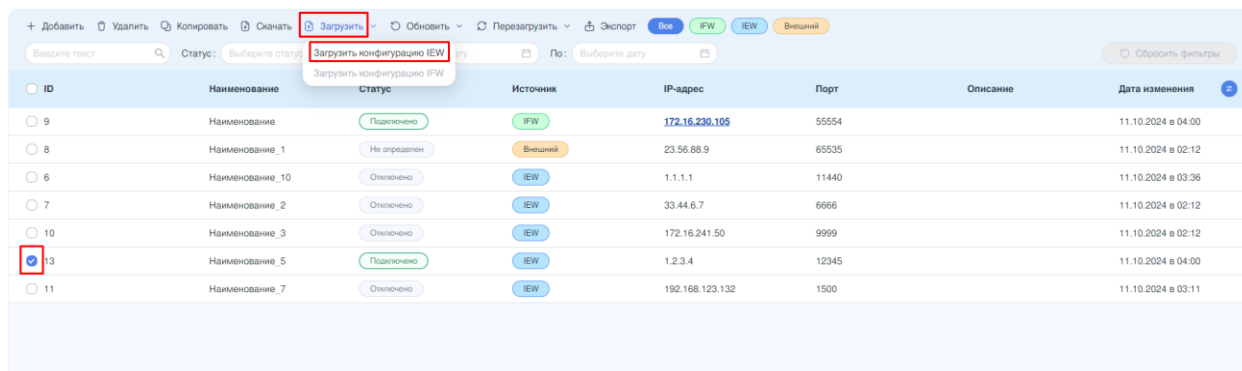 Добавить Удалить Копировать Скачать Загрузить Обновить Перезагрузить Экспорт Все IFW IEW Внешний
Введите текст Статус: Выберите статус По: Выберите дату Сбросить фильтры
Загрузить конфигурацию IEW
Загрузить конфигурацию IFW
ID Наименование Статус Источник IP-адрес Порт Описание Дата изменения
9 Наименование Подключено IFW 172.16.230.105 55554 11.10.2024 в 04:00
8 Наименование_1 Не определен Внешний 23.56.88.9 65535 11.10.2024 в 02:12
6 Наименование_10 Отключено IEW 1.1.1.1 11440 11.10.2024 в 03:36
7 Наименование_2 Отключено IEW 33.44.6.7 6666 11.10.2024 в 02:12
10 Наименование_3 Отключено IEW 172.16.241.50 9999 11.10.2024 в 02:12
13 Наименование_5 Подключено IEW 1.2.3.4 12345 11.10.2024 в 04:00
11 Наименование_7 Отключено IEW 192.168.123.132 1500 11.10.2024 в 03:11